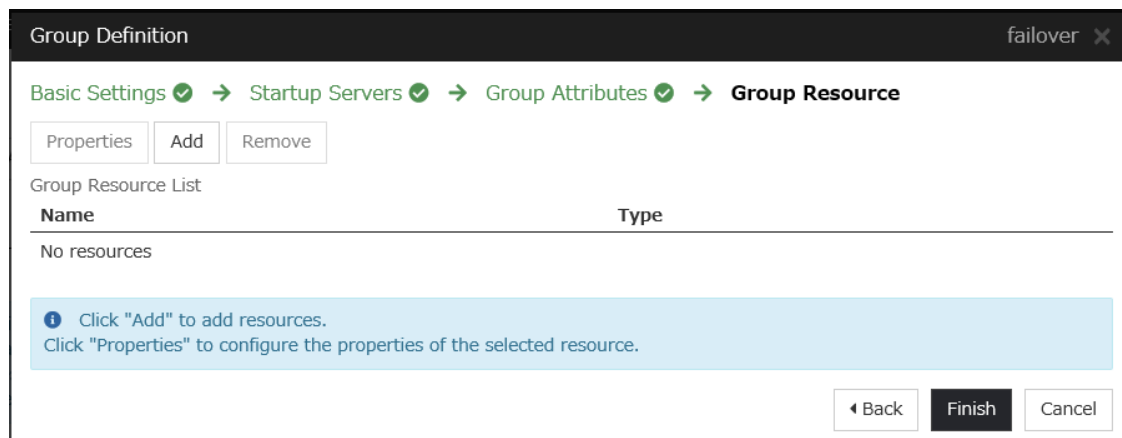 Group Definition failover
Basic Settings → Startup Servers → Group Attributes → Group Resource
Properties Add Remove
Group Resource List
Name Type
No resources
Click "Add" to add resources.
Click "Properties" to configure the properties of the selected resource.
Back Finish Cancel